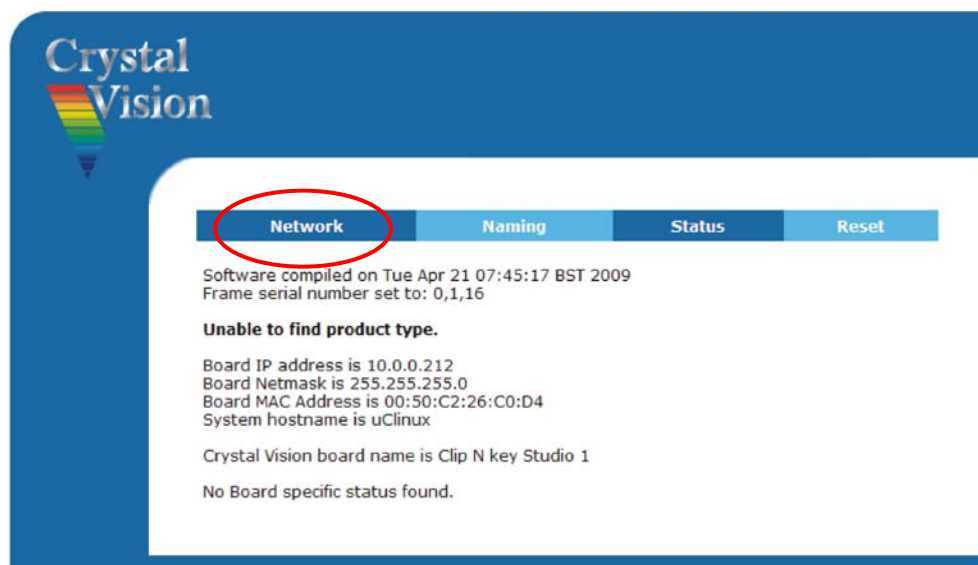 Crystal
Vision
Network Naming Status Reset
Software compiled on Tue Apr 21 07:45:17 BST 2009
Frame serial number set to: 0,1,16
Unable to find product type.
Board IP address is 10.0.0.212
Board Netmask is 255.255.255.0
Board MAC Address is 00:50:C2:26:C0:D4
System hostname is uClinux
Crystal Vision board name is Clip N key Studio 1
No Board specific status found.